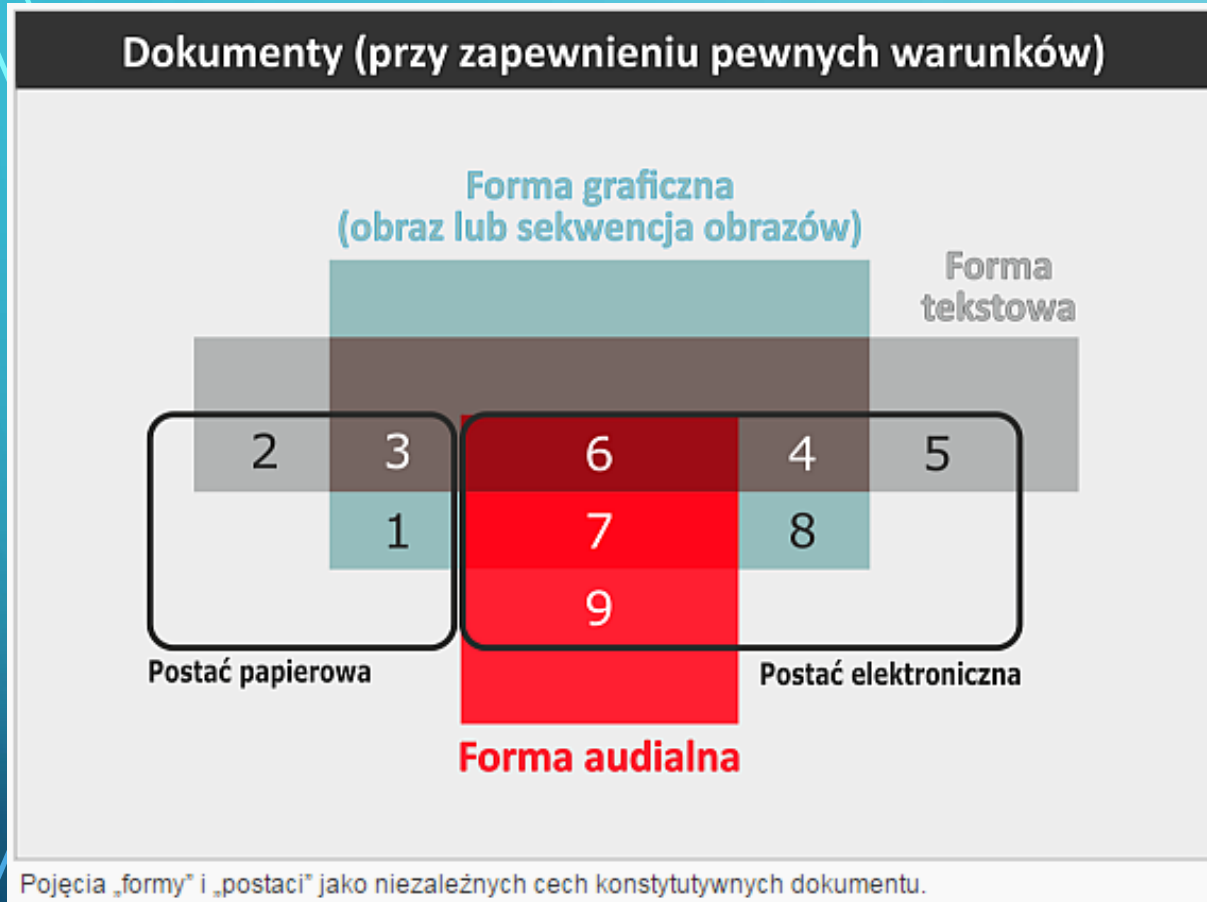 Dokumenty (przy zapewnieniu pewnych warunków)
Forma graficzna
(obraz lub sekwencja obrazów)
Forma
tekstowa
2 3 6 4 5
1 7 8
9
Postać papierowa
Postać elektroniczna
Forma audialna
Pojęcia „formy” i „postaci” jako niezależnych cech konstytutywnych dokumentu.